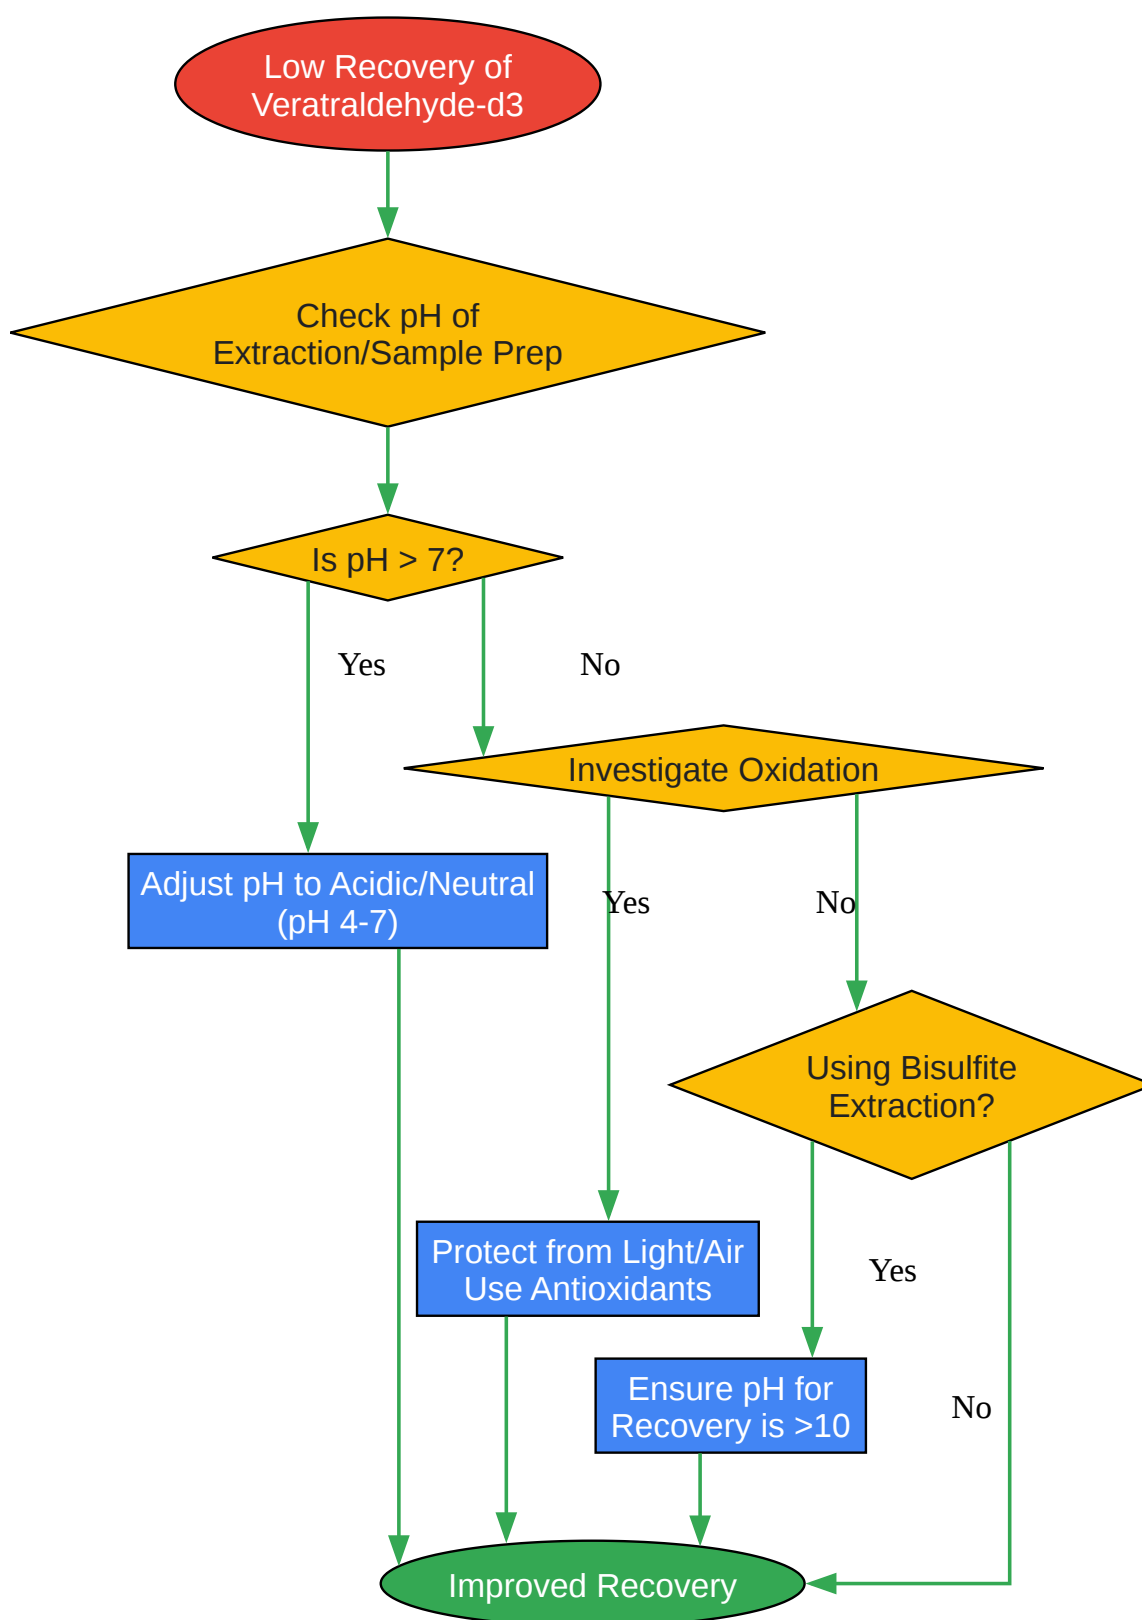 Low Recovery of
Veratraldehyde-d3
Check pH of
Extraction/Sample Prep
Is pH > 7?
Yes
No
Investigate Oxidation
Adjust pH to Acidic/Neutral
(pH 4-7)
Yes
No
Using Bisulfite
Extraction?
Protect from Light/Air
Use Antioxidants
Yes
Ensure pH for
Recovery is >10
No
Improved Recovery